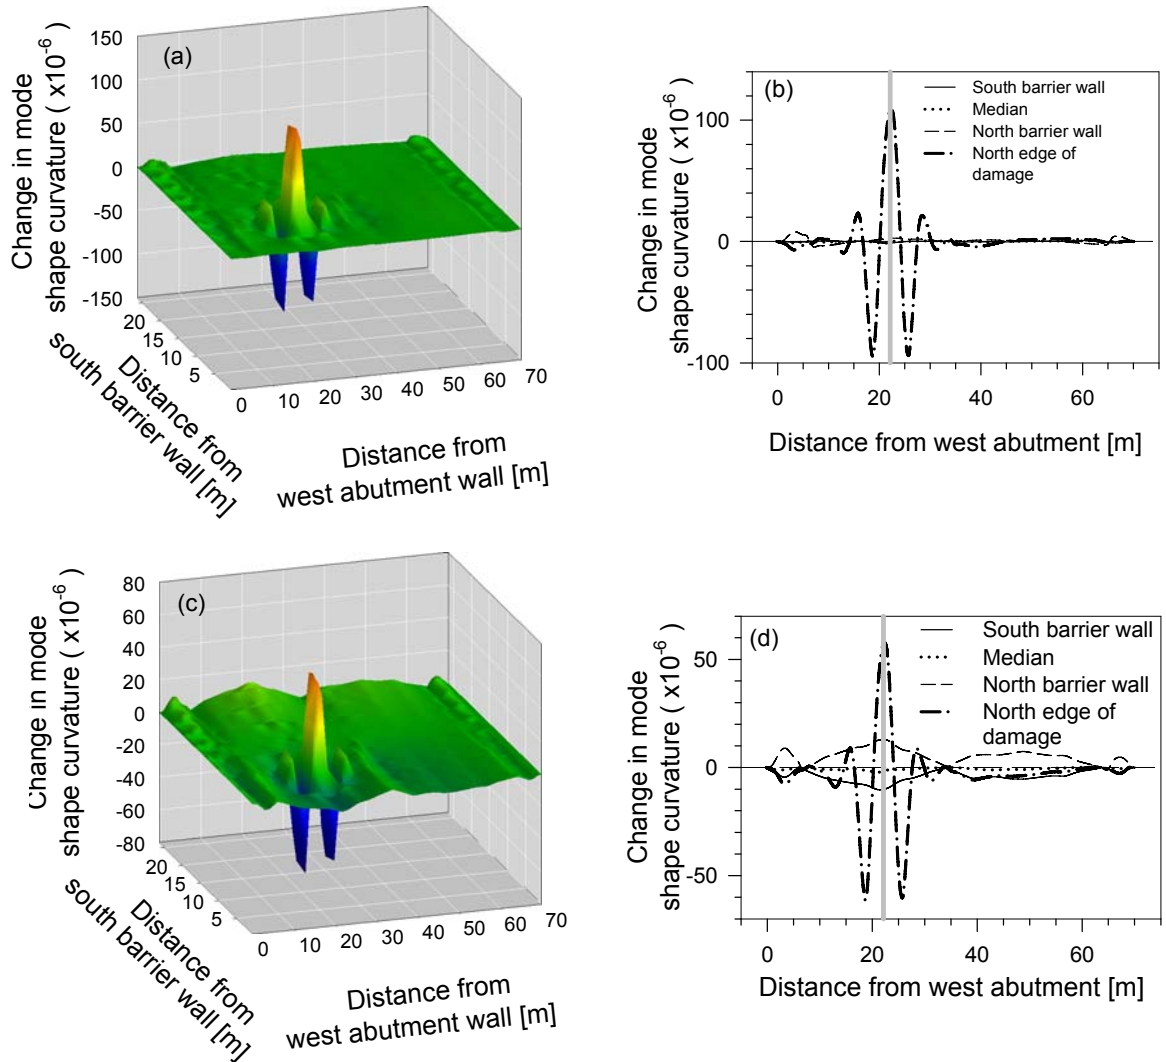 (a)
Change in mode
shape curvature ( x10-6 )
150
100
50
0
-50
-100
-150
20
15
10
5
0
10
20
30
40
50
60
70
Distance from
south barrier wall [m]
Distance from
west abutment wall [m]
(b)
South barrier wall
Median
North barrier wall
North edge of
damage
Change in mode
shape curvature ( x10-6 )
100
0
-100
0
20
40
60
Distance from west abutment [m]
(c)
Change in mode
shape curvature ( x10-6 )
80
60
40
20
0
-20
-40
-60
-80
20
15
10
5
0
10
20
30
40
50
60
70
Distance from
south barrier wall [m]
Distance from
west abutment wall [m]
(d)
South barrier wall
Median
North barrier wall
North edge of
damage
Change in mode
shape curvature ( x10-6 )
50
0
-50
0
20
40
60
Distance from west abutment [m]